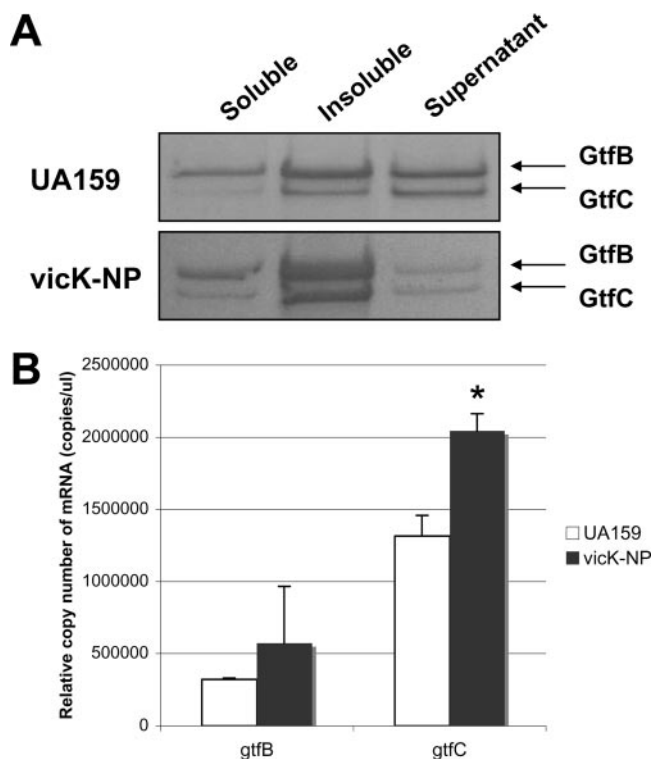 A
Soluble
Insoluble
Supernatant
UA159
GtfB
GtfC
vicK-NP
GtfB
GtfC
B
Relative copy number of mRNA (copies/ul)
2500000
2000000
1500000
1000000
500000
0
*
gtfB
gtfC
UA159
vicK-NP